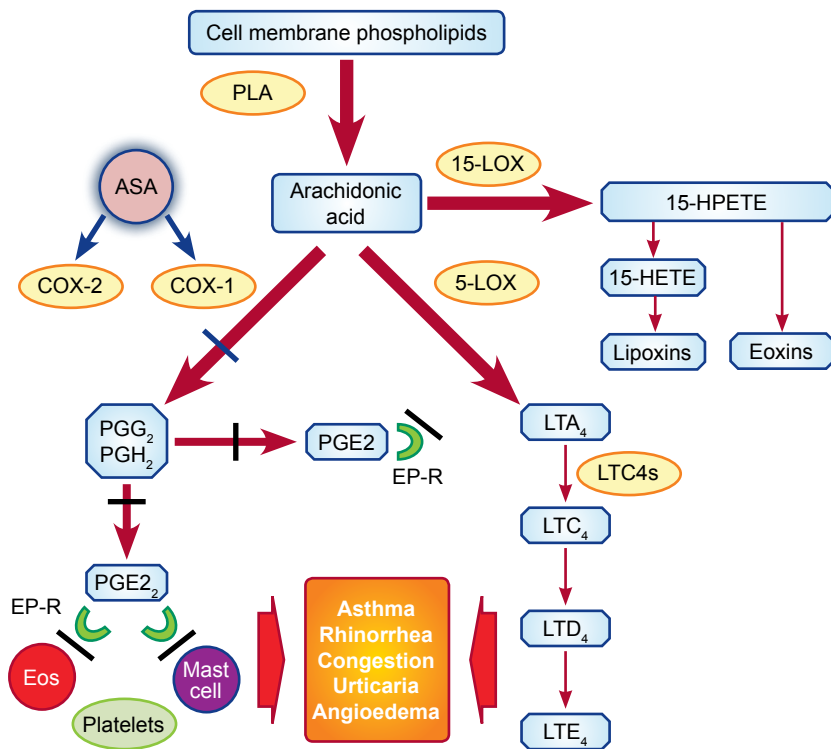 Cell membrane phospholipids
PLA
15-LOX
ASA
Arachidonic
acid
15-HPETE
COX-2
COX-1
5-LOX
15-HETE
Lipoxins
Eoxins
PGG₂
PGH₂
PGE2
EP-R
LTA₄
LTC4s
LTC₄
PGE2₂
EP-R
Asthma
Rhinorrhea
Congestion
Urticaria
Angioedema
LTD₄
Eos
Mast
cell
Platelets
LTE₄